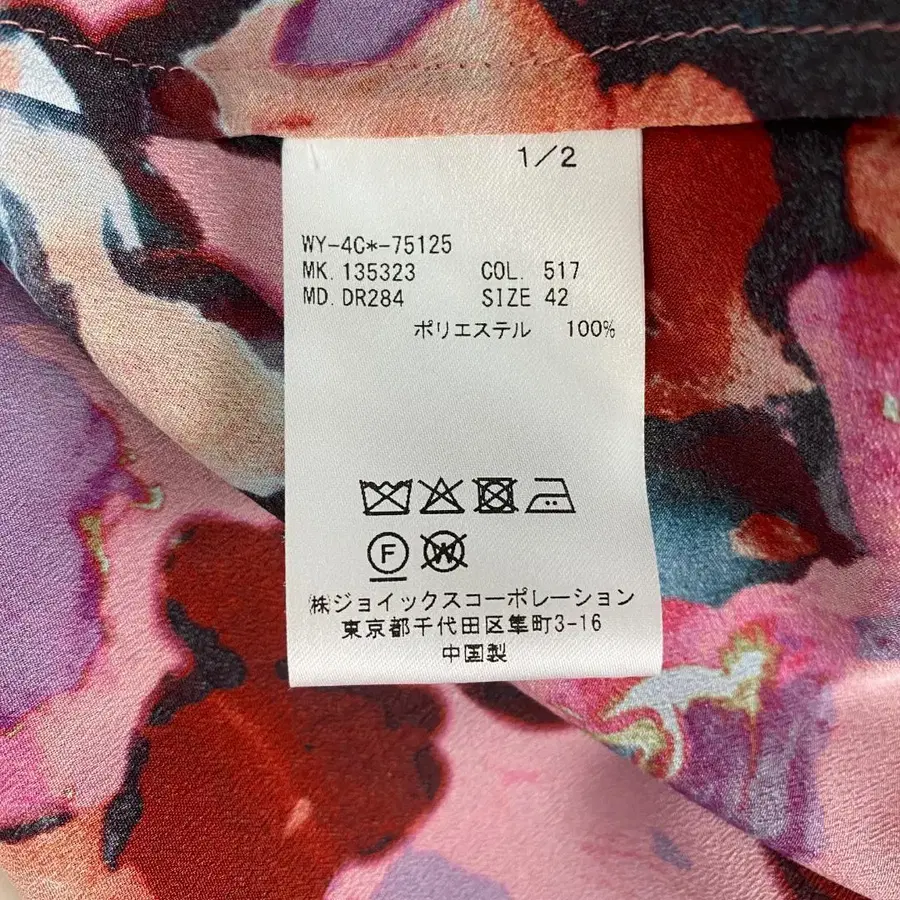 1/2
WY-4C*-75125
MK. 135323 COL. 517
MD. DR284 SIZE 42
ポリエステル 100%
F W
㈱ジョイックスコーポレーション
東京都千代田区隼町3-16
中国製